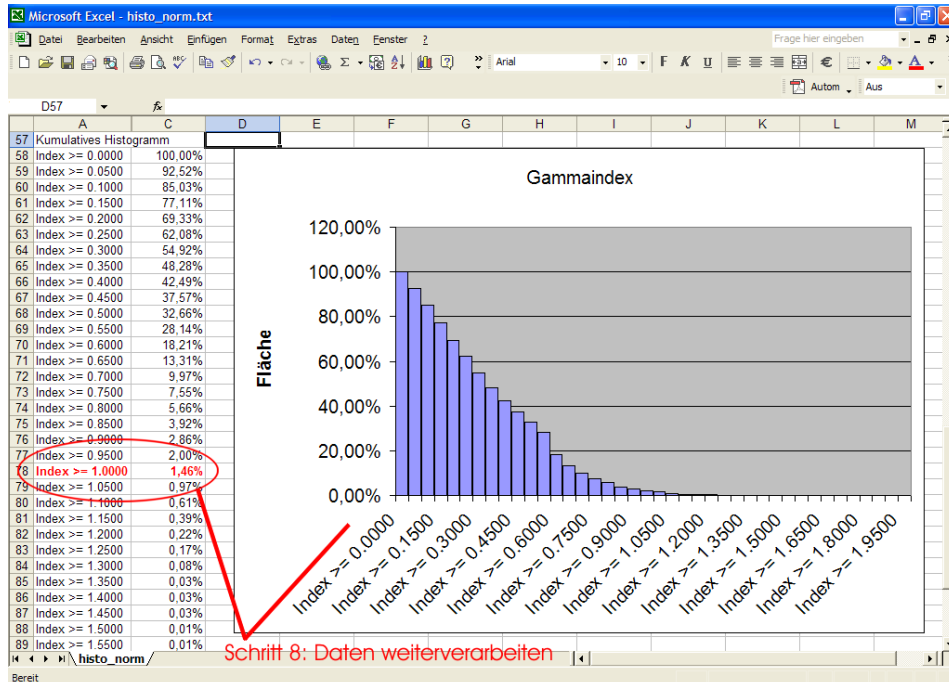 Microsoft Excel - histo_norm.txt
Datei Bearbeiten Ansicht Einfügen Format Extras Daten Fenster ? Frage hier eingeben
Arial 10 F K U
Autom Aus
D57 fx
A C D E F G H I J K L M
57 Kumulatives Histogramm
58 Index >= 0.0000 100,00%
59 Index >= 0.0500 92,52%
60 Index >= 0.1000 85,03%
61 Index >= 0.1500 77,11%
62 Index >= 0.2000 69,33%
63 Index >= 0.2500 62,08%
64 Index >= 0.3000 54,92%
65 Index >= 0.3500 48,28%
66 Index >= 0.4000 42,49%
67 Index >= 0.4500 37,57%
68 Index >= 0.5000 32,66%
69 Index >= 0.5500 28,14%
70 Index >= 0.6000 18,21%
71 Index >= 0.6500 13,31%
72 Index >= 0.7000 9,97%
73 Index >= 0.7500 7,55%
74 Index >= 0.8000 5,66%
75 Index >= 0.8500 3,92%
76 Index >= 0.9000 2,86%
77 Index >= 0.9500 2,00%
78 Index >= 1.0000 1,46%
79 Index >= 1.0500 0,97%
80 Index >= 1.1000 0,61%
81 Index >= 1.1500 0,39%
82 Index >= 1.2000 0,22%
83 Index >= 1.2500 0,17%
84 Index >= 1.3000 0,08%
85 Index >= 1.3500 0,03%
86 Index >= 1.4000 0,03%
87 Index >= 1.4500 0,03%
88 Index >= 1.5000 0,01%
89 Index >= 1.5500 0,01%
Gammaindex
120,00%
100,00%
80,00%
60,00%
40,00%
20,00%
0,00%
Fläche
Index >= 0.0000
Index >= 0.1500
Index >= 0.3000
Index >= 0.4500
Index >= 0.6000
Index >= 0.7500
Index >= 0.9000
Index >= 1.0500
Index >= 1.2000
Index >= 1.3500
Index >= 1.5000
Index >= 1.6500
Index >= 1.8000
Index >= 1.9500
Schritt 8: Daten weiterverarbeiten
histo_norm
Bereit